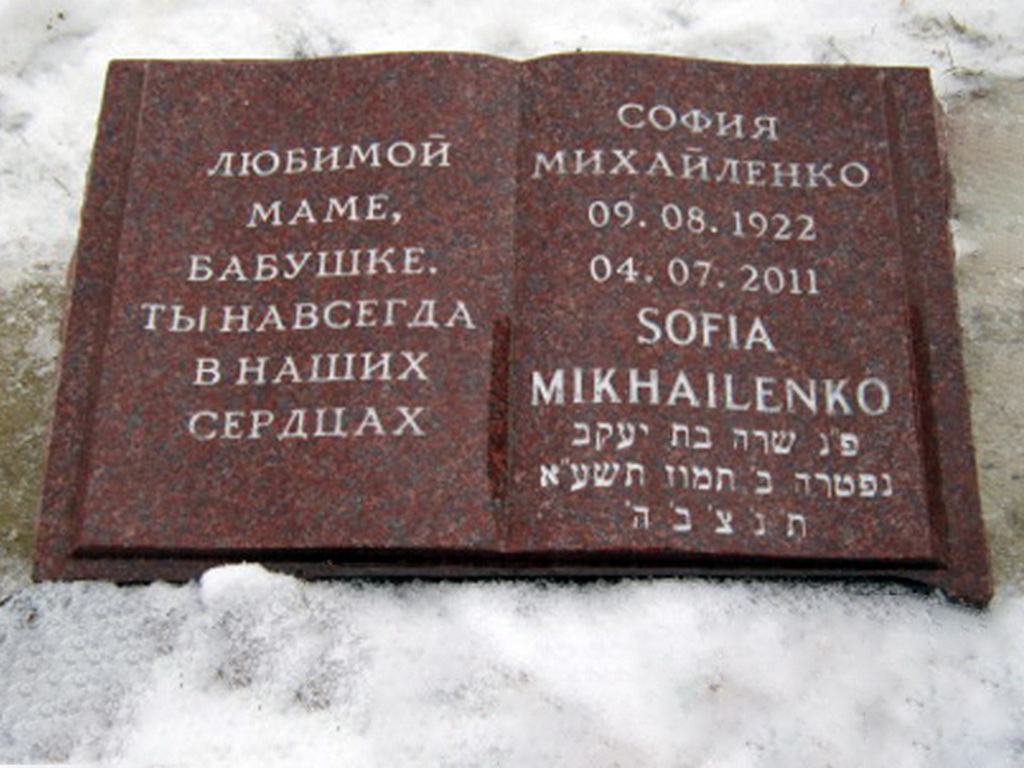 ЛЮБИМОЙ
МАМЕ,
БАБУШКЕ.
ТЫ НАВСЕГДА
В НАШИХ
СЕРДЦАХ
СОФИЯ
МИХАЙЛЕНКО
09. 08. 1922
04. 07. 2011
SOFIA
MIKHAILENKO
פ"נ שרה בת יעקב
נפטרה ב' תמוז תשע"א
ת' נ' צ' ב' ה'